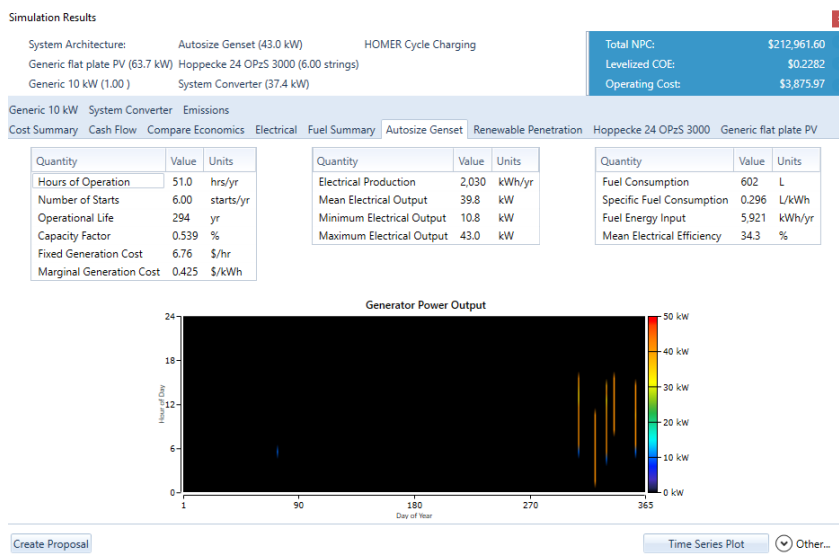 Simulation Results
System Architecture: Autosize Genset (43.0 kW) HOMER Cycle Charging
Generic flat plate PV (63.7 kW) Hoppecke 24 OPzS 3000 (6.00 strings)
Generic 10 kW (1.00 ) System Converter (37.4 kW)
Total NPC: $212,961.60
Levelized COE: $0.2282
Operating Cost: $3,875.97
Generic 10 kW System Converter Emissions
Cost Summary Cash Flow Compare Economics Electrical Fuel Summary Autosize Genset Renewable Penetration Hoppecke 24 OPzS 3000 Generic flat plate PV
Quantity Value Units
Hours of Operation 51.0 hrs/yr
Number of Starts 6.00 starts/yr
Operational Life 294 yr
Capacity Factor 0.539 %
Fixed Generation Cost 6.76 $/hr
Marginal Generation Cost 0.425 $/kWh
Quantity Value Units
Electrical Production 2,030 kWh/yr
Mean Electrical Output 39.8 kW
Minimum Electrical Output 10.8 kW
Maximum Electrical Output 43.0 kW
Quantity Value Units
Fuel Consumption 602 L
Specific Fuel Consumption 0.296 L/kWh
Fuel Energy Input 5,921 kWh/yr
Mean Electrical Efficiency 34.3 %
Generator Power Output
24
18
12
6
0
Hour of Day
1 90 180 270 365
Day of Year
50 kW
40 kW
30 kW
20 kW
10 kW
0 kW
Create Proposal
Time Series Plot
Other...